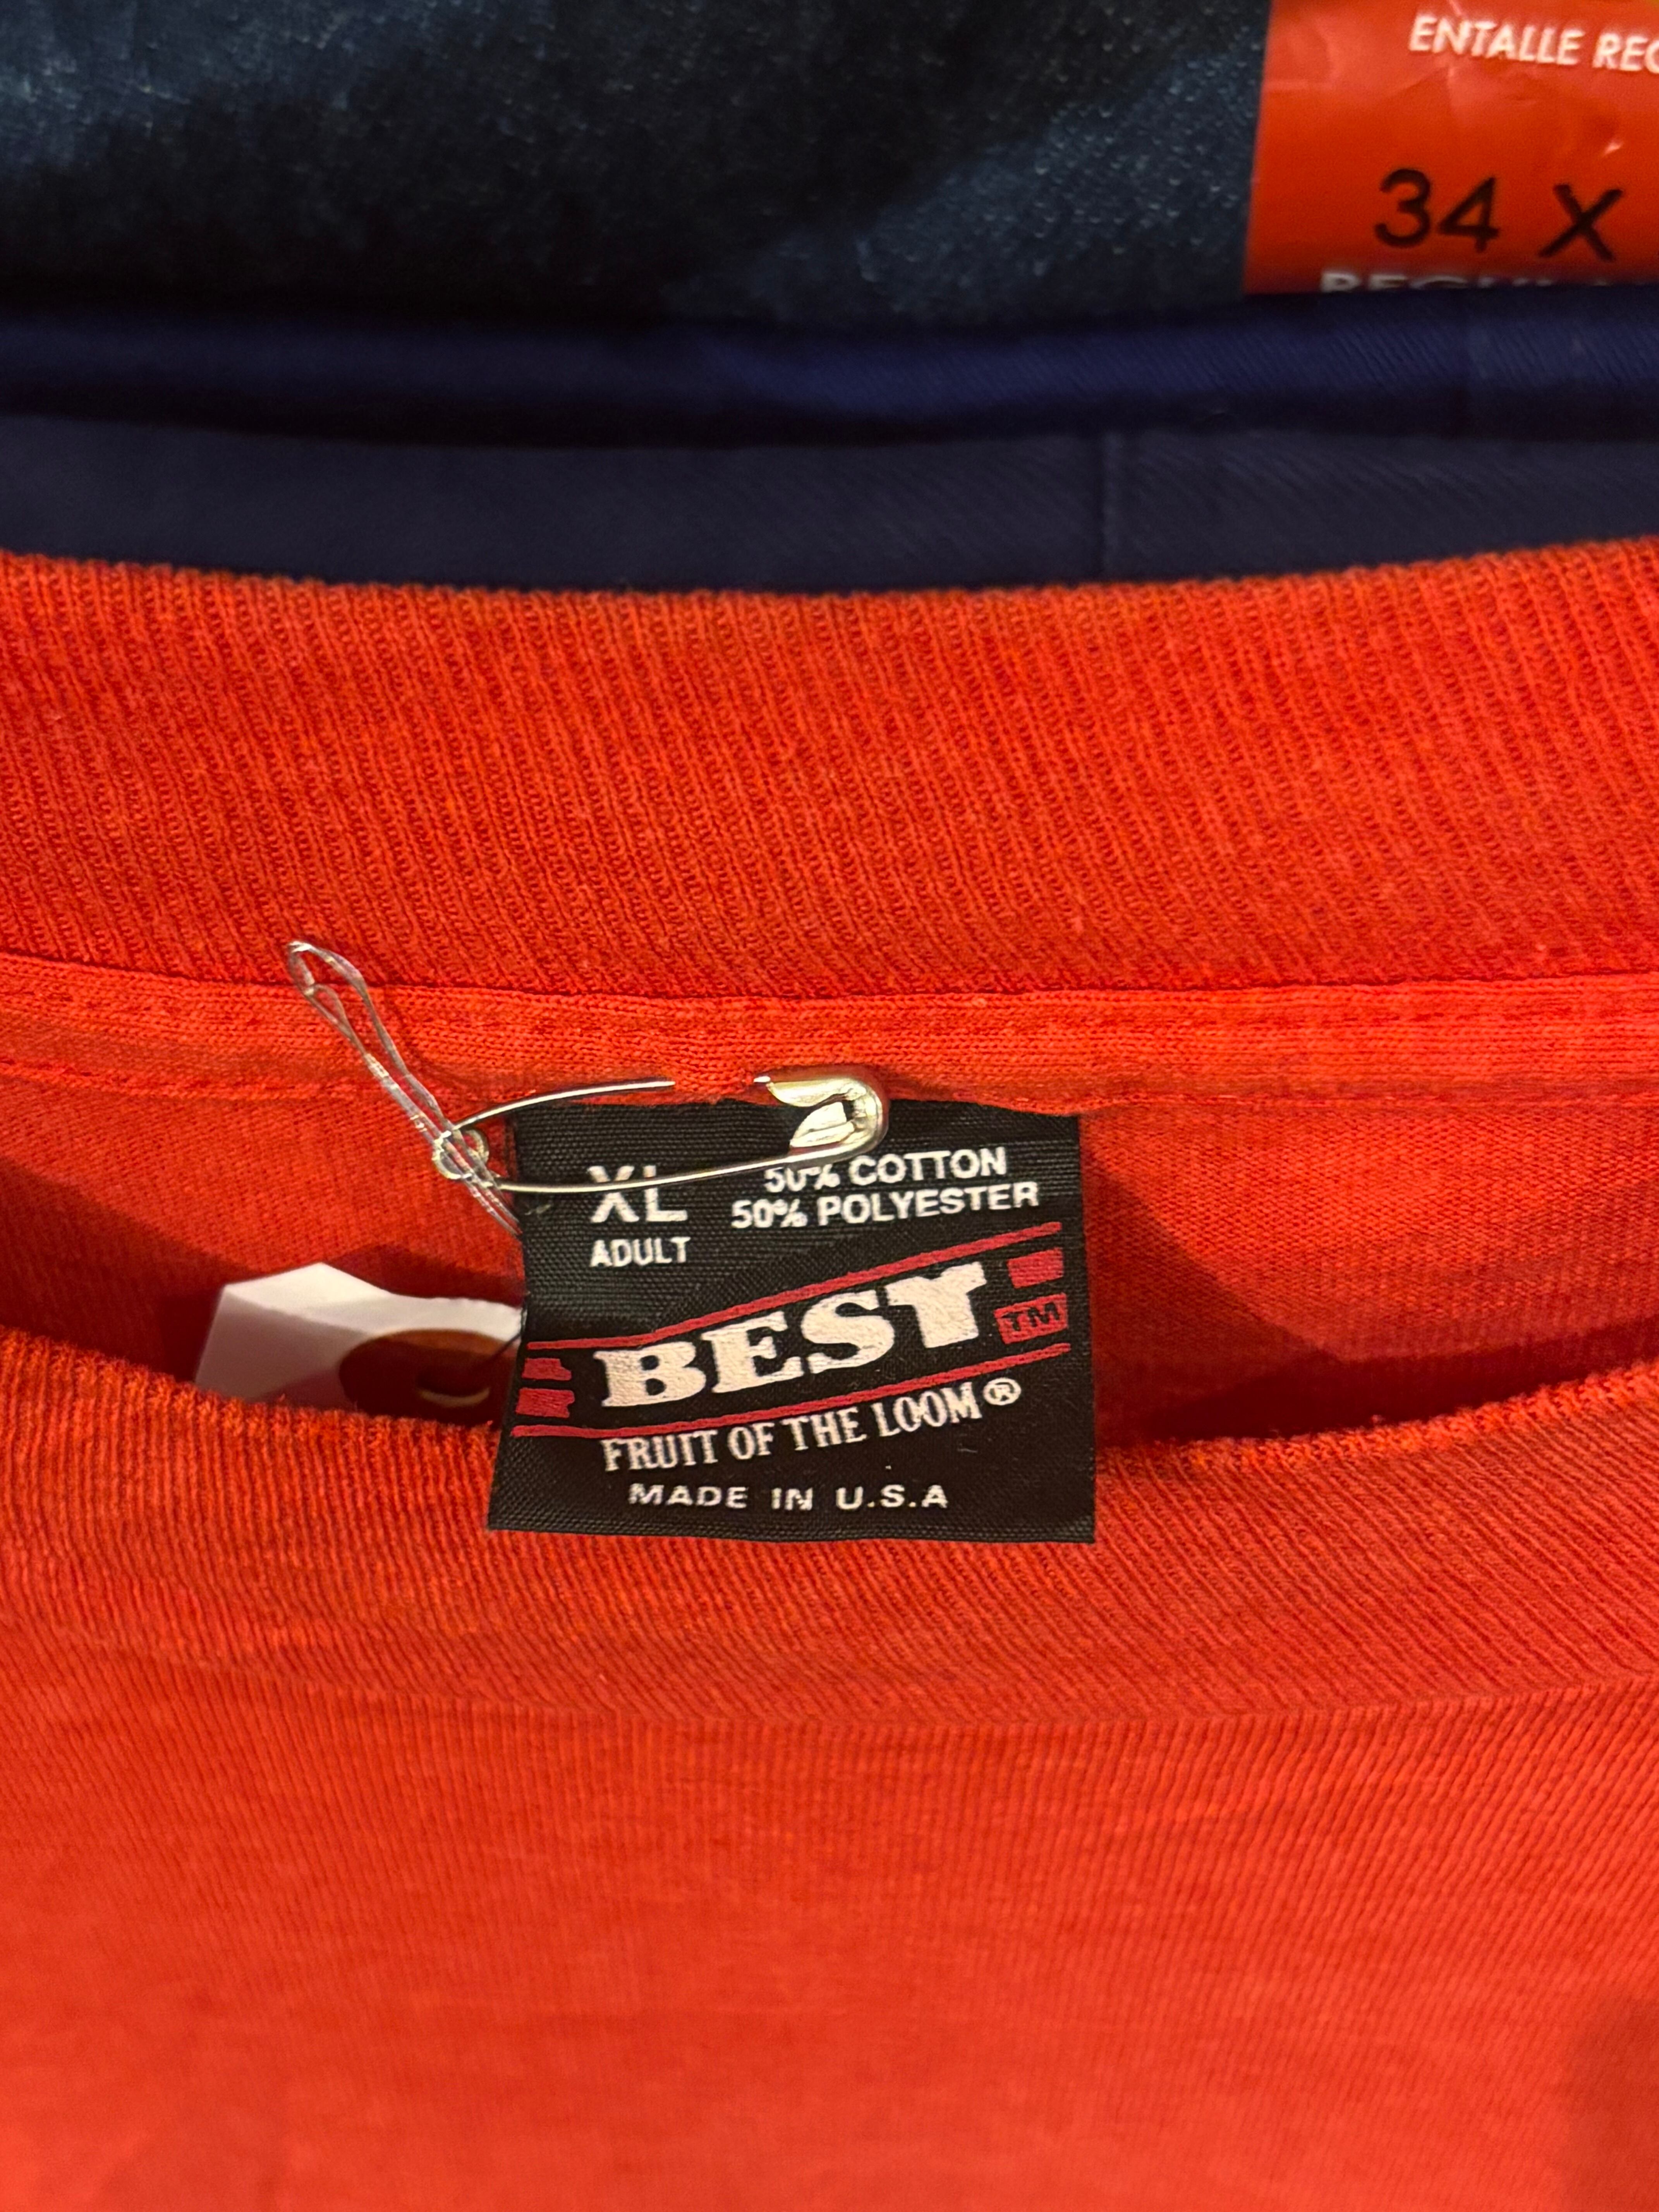 ENTALLE REG
34 X
XL
ADULT
50% COTTON
50% POLYESTER
BEST TM
FRUIT OF THE LOOM®
MADE IN U.S.A